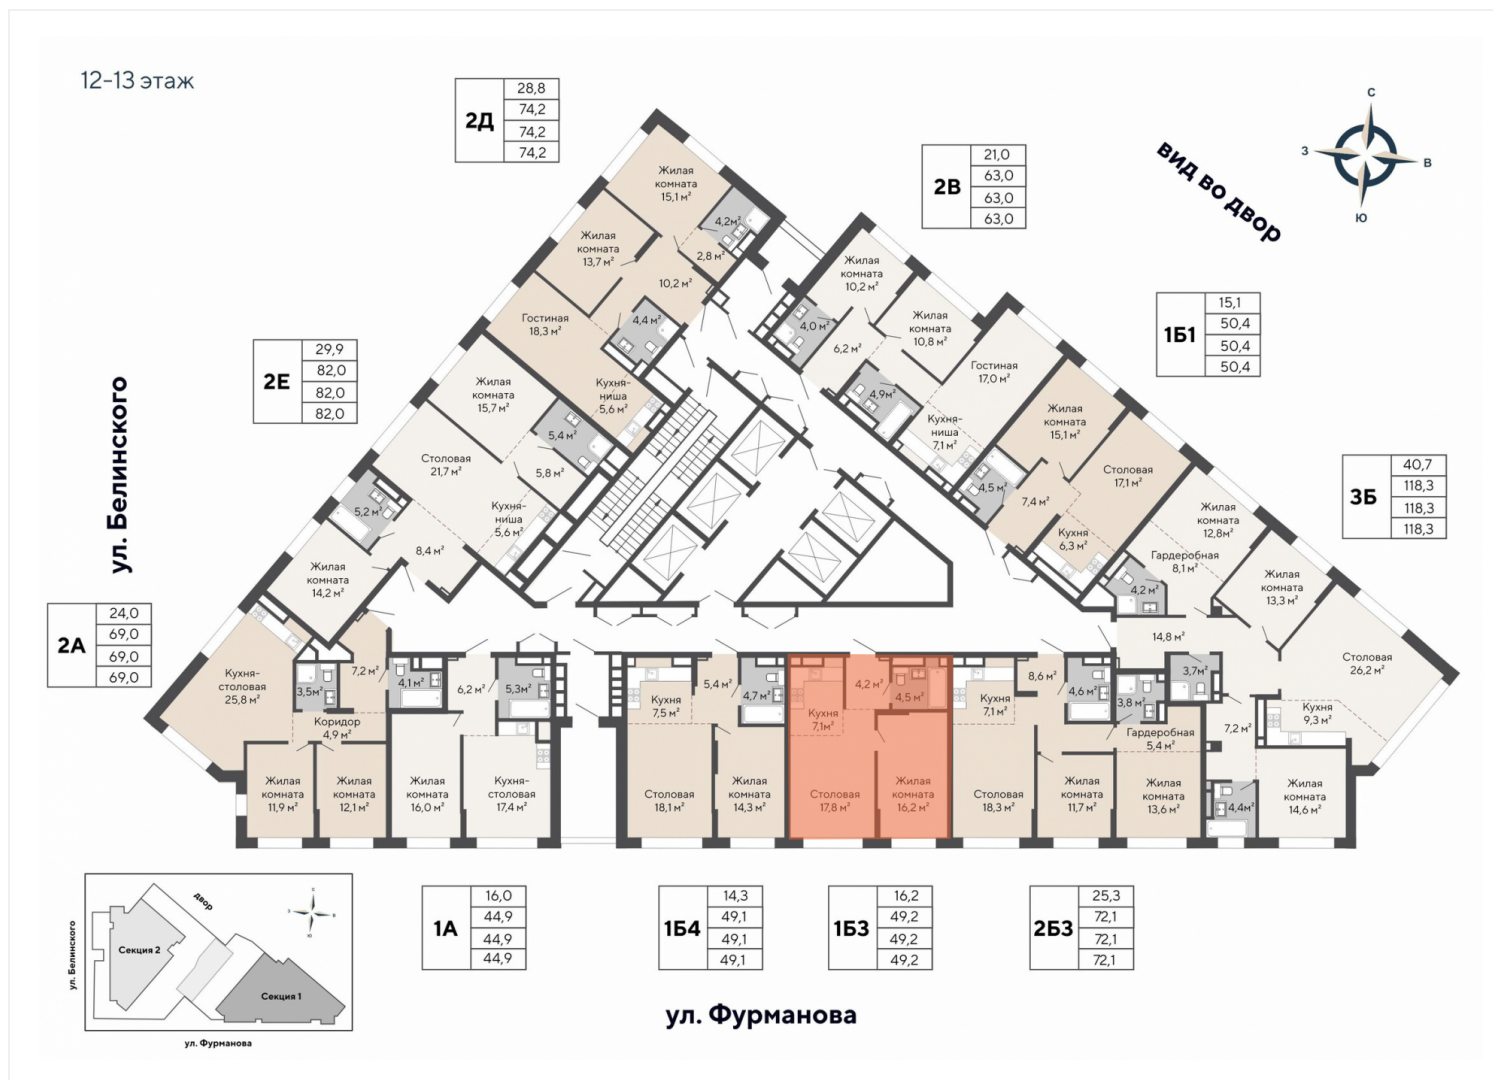 12-13 этаж
2Д
28,8
74,2
74,2
74,2
2В
21,0
63,0
63,0
63,0
С
З
В
Ю
вид во двор
1Б1
15,1
50,4
50,4
50,4
2Е
29,9
82,0
82,0
82,0
3Б
40,7
118,3
118,3
118,3
ул. Белинского
2А
24,0
69,0
69,0
69,0
Жилая
комната
15,1 м²
4,2м²
2,8 м²
Жилая
комната
13,7 м²
10,2 м²
Гостиная
18,3 м²
4,4 м²
Кухня-
ниша
5,6 м²
Жилая
комната
15,7 м²
5,4 м²
5,8 м²
Столовая
21,7 м²
Кухня-
ниша
5,6 м²
5,2 м²
8,4 м²
Жилая
комната
14,2 м²
Жилая
комната
10,2 м²
4,0 м²
6,2 м²
Жилая
комната
10,8 м²
4,9м²
Гостиная
17,0 м²
Кухня-
ниша
7,1 м²
Жилая
комната
15,1 м²
4,5 м²
7,4 м²
Столовая
17,1 м²
Кухня
6,3 м²
Жилая
комната
12,8м²
Гардеробная
8,1 м²
4,2 м²
Жилая
комната
13,3 м²
14,8 м²
3,7м²
Столовая
26,2 м²
Кухня
9,3 м²
7,2 м²
4,4м²
Жилая
комната
14,6 м²
Кухня-
столовая
25,8 м²
3,5м²
7,2 м²
Коридор
4,9 м²
Жилая
комната
11,9 м²
Жилая
комната
12,1 м²
4,1 м²
6,2 м²
5,3м²
Жилая
комната
16,0 м²
Кухня-
столовая
17,4 м²
Кухня
7,5 м²
5,4 м²
4,7 м²
Столовая
18,1 м²
Жилая
комната
14,3 м²
Кухня
7,1м²
4,2 м²
4,5 м²
Столовая
17,8 м²
Жилая
комната
16,2 м²
Кухня
7,1 м²
8,6 м²
4,6 м²
3,8 м²
Гардеробная
5,4 м²
Столовая
18,3 м²
Жилая
комната
11,7 м²
Жилая
комната
13,6 м²
1А
16,0
44,9
44,9
44,9
1Б4
14,3
49,1
49,1
49,1
1Б3
16,2
49,2
49,2
49,2
2Б3
25,3
72,1
72,1
72,1
ул. Фурманова
двор
С
З
В
Ю
ул. Белинского
Секция 2
Секция 1
ул. Фурманова